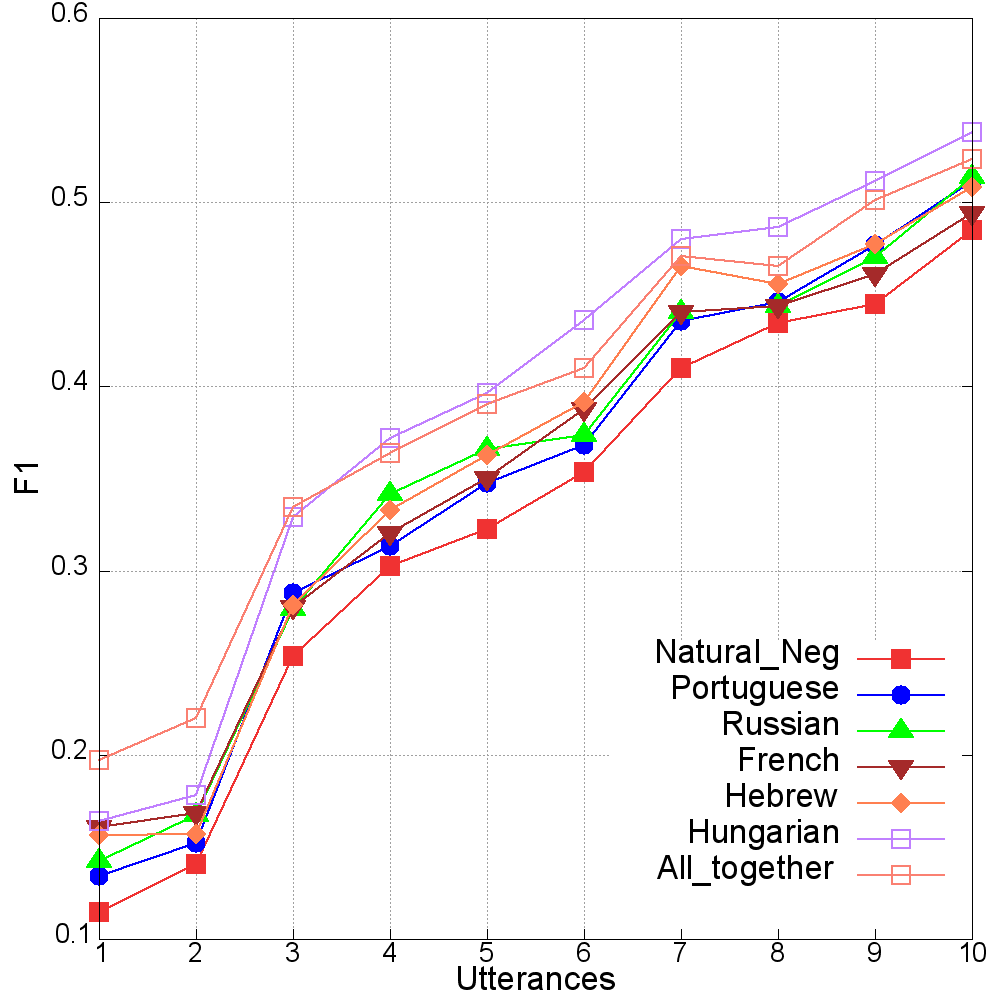 0.6
0.5
0.4
0.3
0.2
0.1
F1
1 2 3 4 5 6 7 8 9 10
Utterances
Natural_Neg
Portuguese
Russian
French
Hebrew
Hungarian
All_together